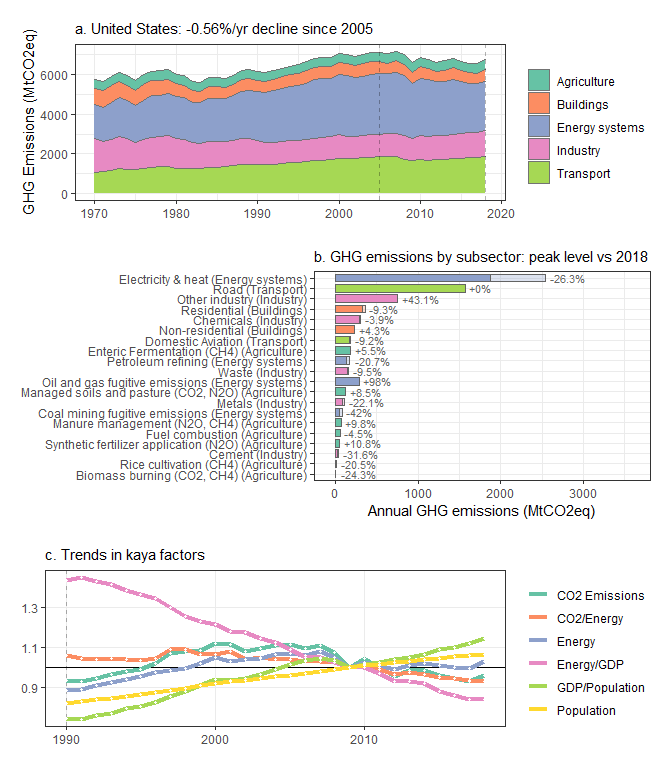 a. United States: -0.56%/yr decline since 2005
GHG Emissions (MtCO2eq)
6000
4000
2000
0
1970
1980
1990
2000
2010
2020
Agriculture
Buildings
Energy systems
Industry
Transport
b. GHG emissions by subsector: peak level vs 2018
Electricity & heat (Energy systems) -26.3%
Road (Transport) +0%
Other industry (Industry) +43.1%
Residential (Buildings) -9.3%
Chemicals (Industry) -3.9%
Non-residential (Buildings) +4.3%
Domestic Aviation (Transport) -9.2%
Enteric Fermentation (CH4) (Agriculture) +5.5%
Petroleum refining (Energy systems) -20.7%
Waste (Industry) -9.5%
Oil and gas fugitive emissions (Energy systems) +98%
Managed soils and pasture (CO2, N2O) (Agriculture) +8.5%
Metals (Industry) -22.1%
Coal mining fugitive emissions (Energy systems) -42%
Manure management (N2O, CH4) (Agriculture) +9.8%
Fuel combustion (Agriculture) -4.5%
Synthetic fertilizer application (N2O) (Agriculture) +10.8%
Cement (Industry) -31.6%
Rice cultivation (CH4) (Agriculture) -20.5%
Biomass burning (CO2, CH4) (Agriculture) -24.3%
0
1000
2000
3000
Annual GHG emissions (MtCO2eq)
c. Trends in kaya factors
1.3
1.1
0.9
1990
2000
2010
CO2 Emissions
CO2/Energy
Energy
Energy/GDP
GDP/Population
Population